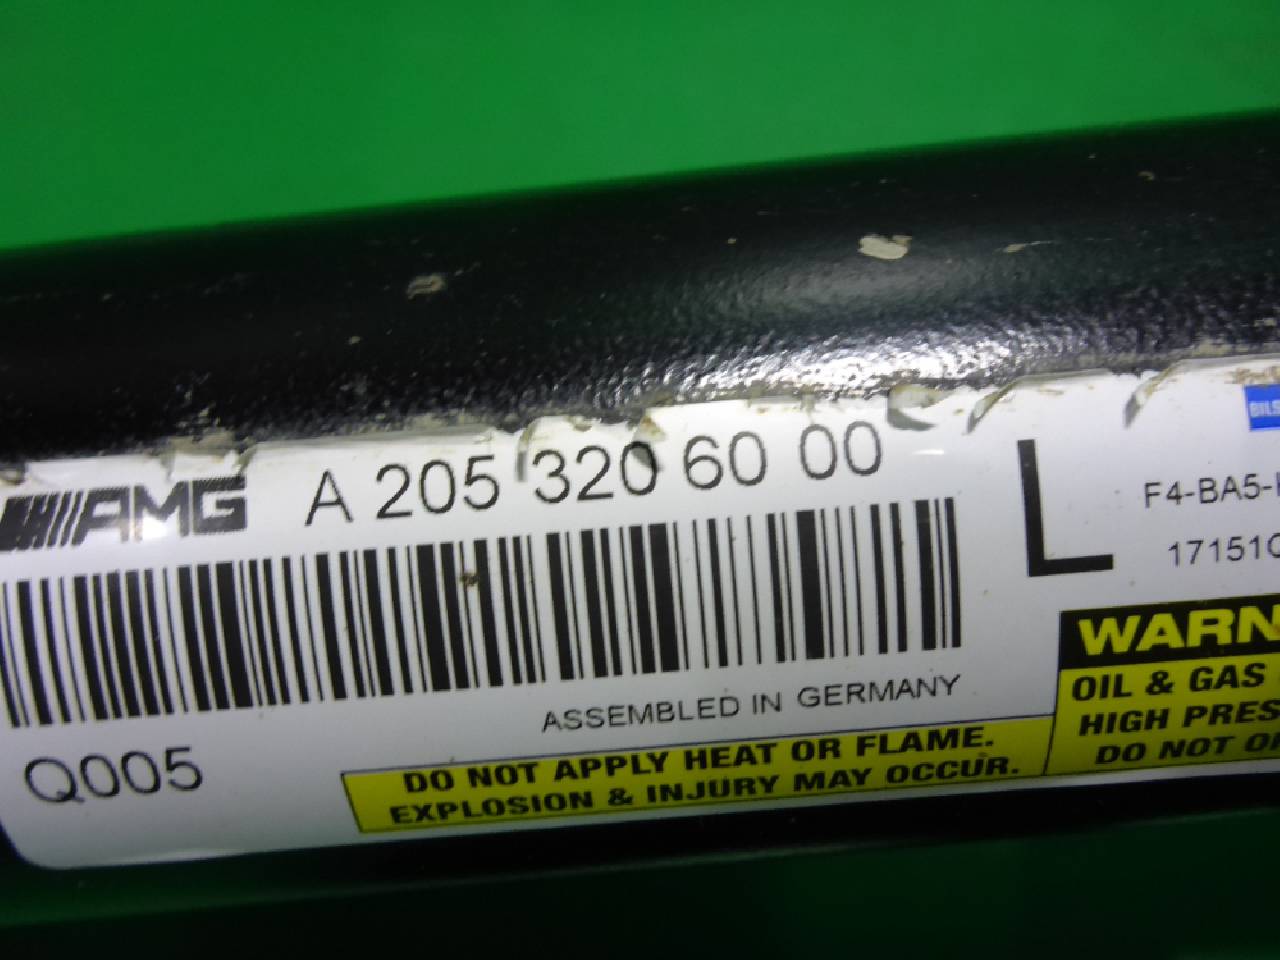 AMG A 205 320 60 00
L
BILS
F4-BA5-
17151
ASSEMBLED IN GERMANY
Q005
DO NOT APPLY HEAT OR FLAME.
EXPLOSION & INJURY MAY OCCUR.
WARN
OIL & GAS
HIGH PRES
DO NOT O